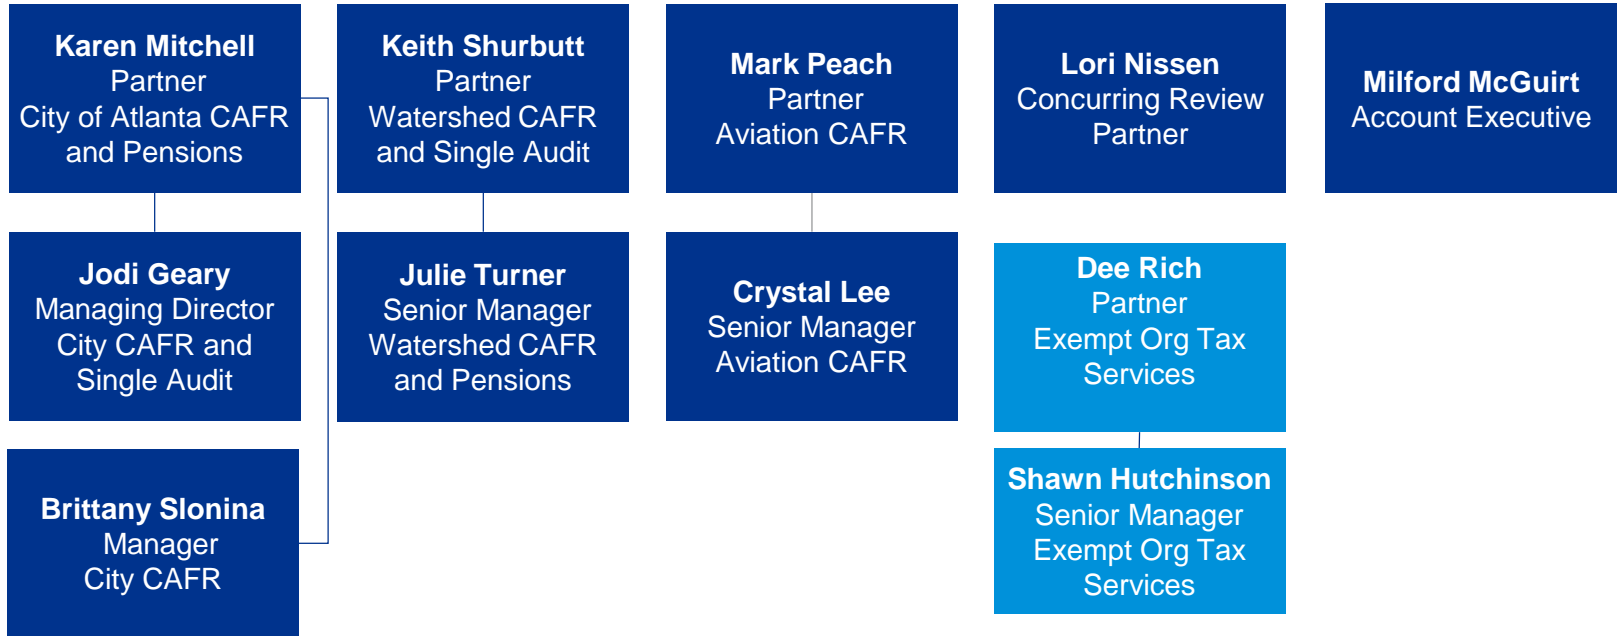 Karen Mitchell
Partner
City of Atlanta CAFR
and Pensions
Keith Shurbutt
Partner
Watershed CAFR
and Single Audit
Mark Peach
Partner
Aviation CAFR
Lori Nissen
Concurring Review
Partner
Milford McGuirt
Account Executive
Jodi Geary
Managing Director
City CAFR and
Single Audit
Julie Turner
Senior Manager
Watershed CAFR
and Pensions
Crystal Lee
Senior Manager
Aviation CAFR
Dee Rich
Partner
Exempt Org Tax
Services
Brittany Slonina
Manager
City CAFR
Shawn Hutchinson
Senior Manager
Exempt Org Tax
Services